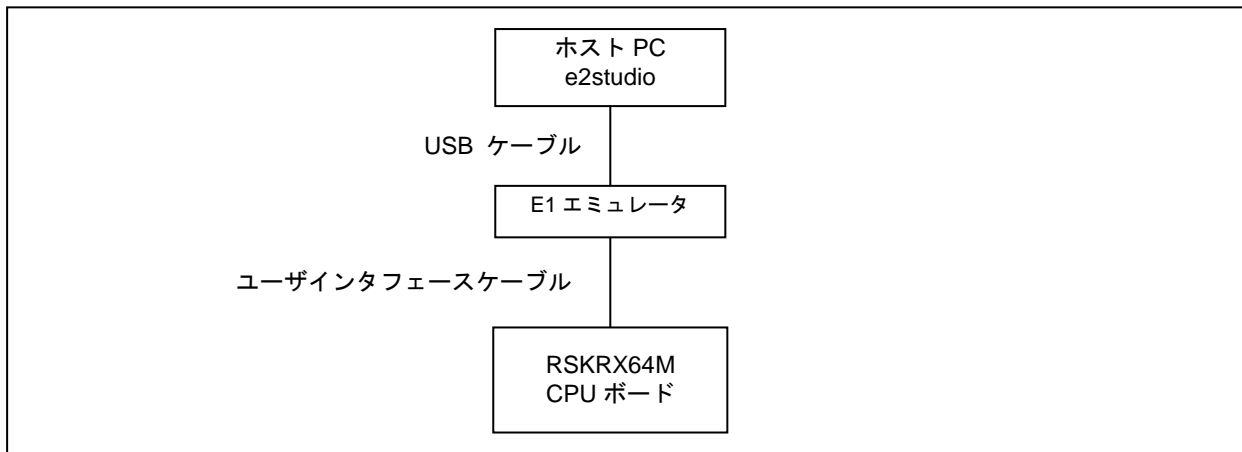 ホスト PC
e2studio
USB ケーブル
E1 エミュレータ
ユーザインタフェースケーブル
RSKRX64M
CPU ボード